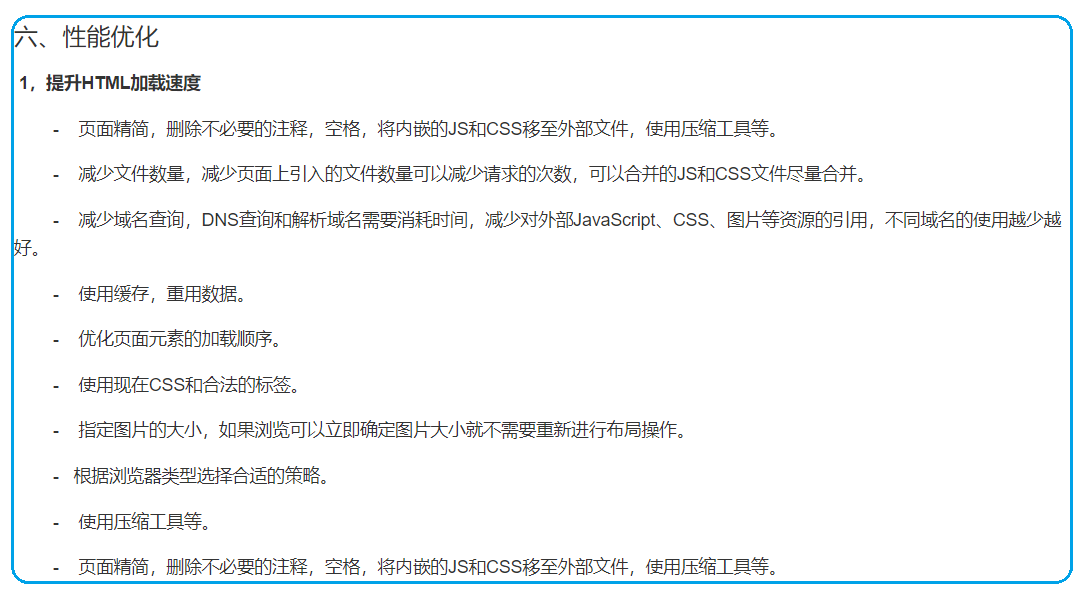 六、性能优化
1，提升HTML加载速度
- 页面精简，删除不必要的注释，空格，将内嵌的JS和CSS移至外部文件，使用压缩工具等。
- 减少文件数量，减少页面上引入的文件数量可以减少请求的次数，可以合并的JS和CSS文件尽量合并。
- 减少域名查询，DNS查询和解析域名需要消耗时间，减少对外部JavaScript、CSS、图片等资源的引用，不同域名的使用越少越
好。
- 使用缓存，重用数据。
- 优化页面元素的加载顺序。
- 使用现在CSS和合法的标签。
- 指定图片的大小，如果浏览可以立即确定图片大小就不需要重新进行布局操作。
- 根据浏览器类型选择合适的策略。
- 使用压缩工具等。
- 页面精简，删除不必要的注释，空格，将内嵌的JS和CSS移至外部文件，使用压缩工具等。